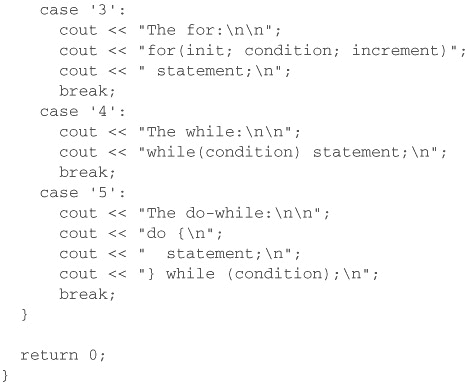 case '3':
      cout << "The for:\n\n";
      cout << "for(init; condition; increment)";
      cout << " statement;\n";
      break;
    case '4':
      cout << "The while:\n\n";
      cout << "while(condition) statement;\n";
      break;
    case '5':
      cout << "The do-while:\n\n";
      cout << "do {\n";
      cout << "  statement;\n";
      cout << "} while (condition);\n";
      break;
  }

  return 0;
}